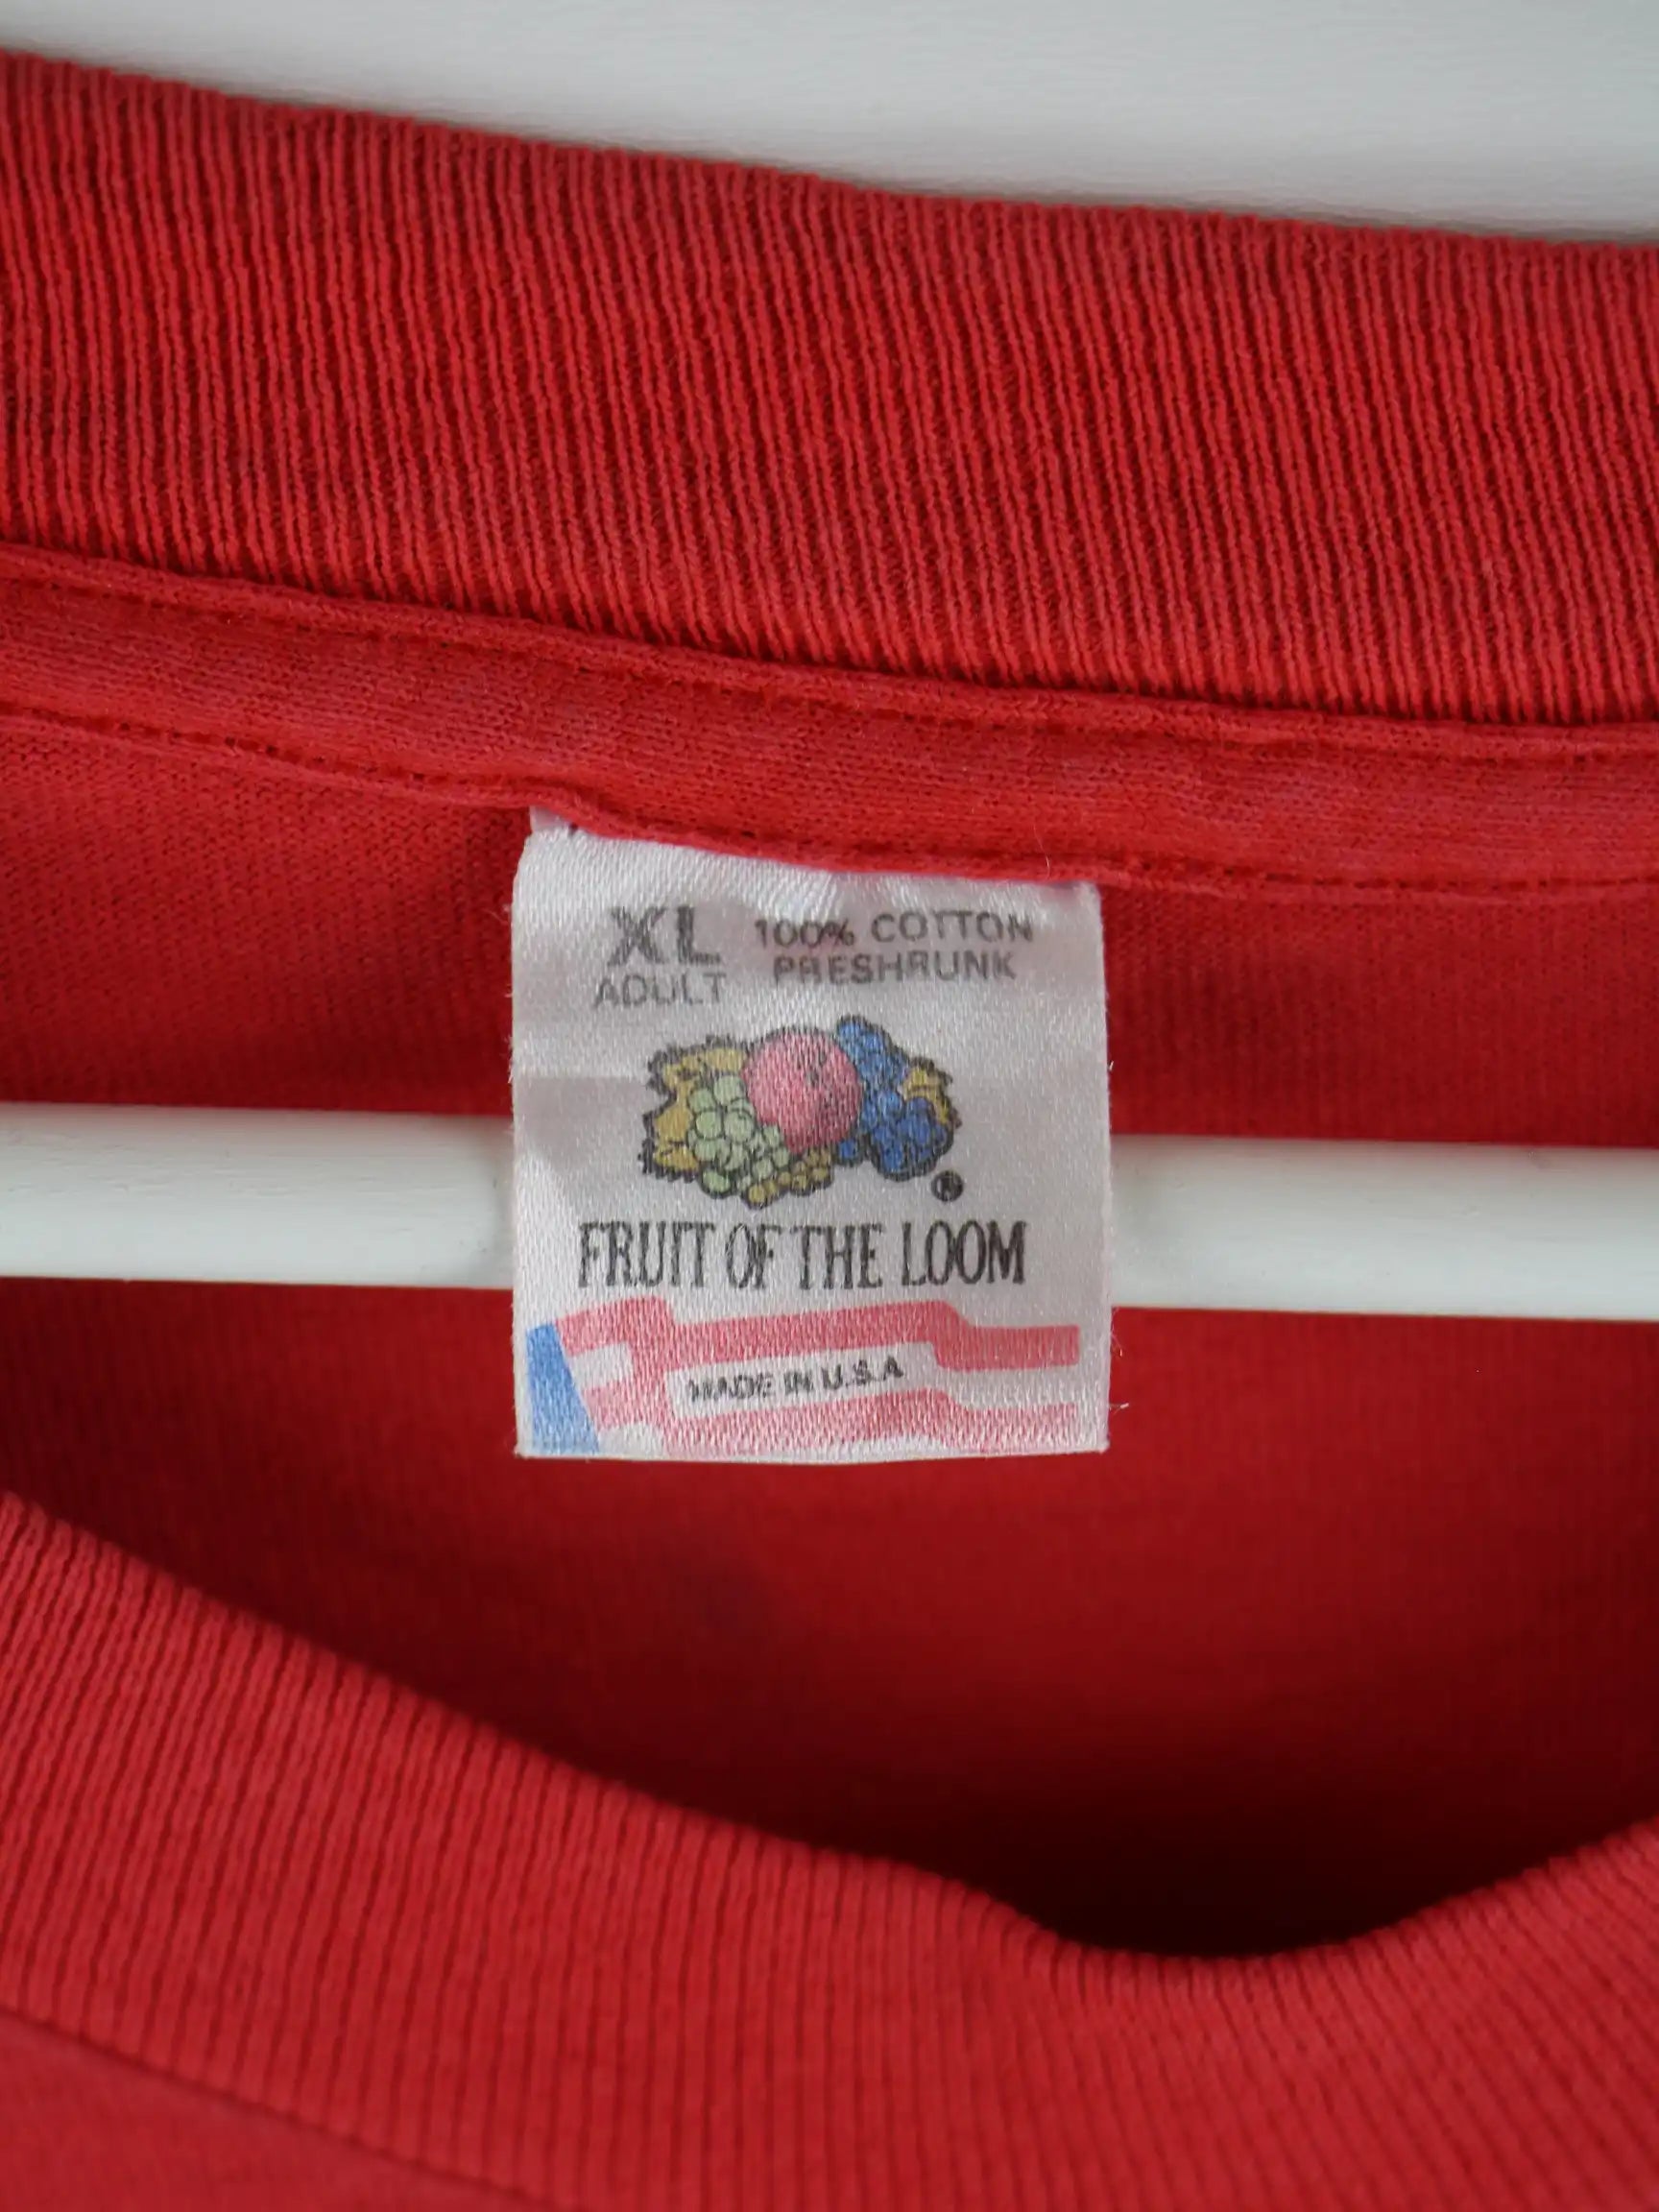 XL 100% COTTON
ADULT PRESHRUNK
®
FRUIT OF THE LOOM
MADE IN U.S.A